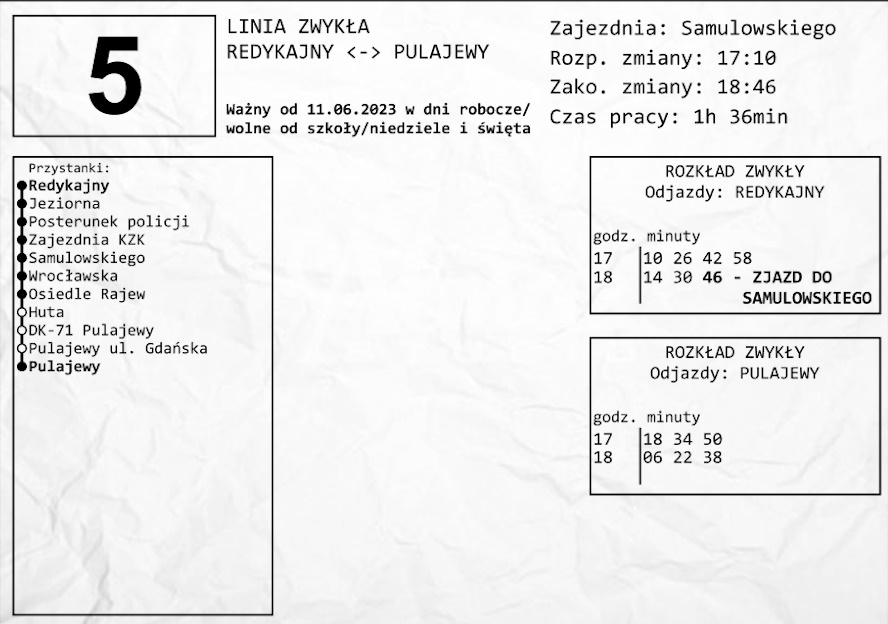 5
LINIA ZWYKŁA
REDYKAJNY <-> PULAJEWY
Ważny od 11.06.2023 w dni robocze/
wolne od szkoły/niedziele i święta
Zajezdnia: Samulowskiego
Rozp. zmiany: 17:10
Zako. zmiany: 18:46
Czas pracy: 1h 36min
Przystanki:
Redykajny
Jeziorna
Posterunek policji
Zajezdnia KZK
Samulowskiego
Wrocławska
Osiedle Rajew
Huta
DK-71 Pulajewy
Pulajewy ul. Gdańska
Pulajewy
ROZKŁAD ZWYKŁY
Odjazdy: REDYKAJNY
godz. minuty
17 10 26 42 58
18 14 30 46 - ZJAZD DO
SAMULOWSKIEGO
ROZKŁAD ZWYKŁY
Odjazdy: PULAJEWY
godz. minuty
17 18 34 50
18 06 22 38